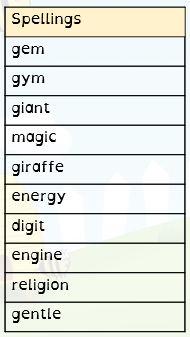 Spellings
gem
gym
giant
magic
giraffe
energy
digit
engine
religion
gentle